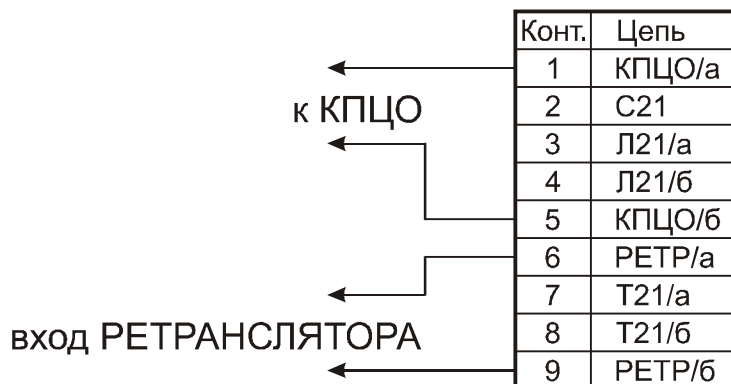 Конт. Цепь
1 КПЦО/а
2 С21
3 Л21/а
4 Л21/б
5 КПЦО/б
6 РЕТР/а
7 Т21/а
8 Т21/б
9 РЕТР/б
к КПЦО
вход РЕТРАНСЛЯТОРА